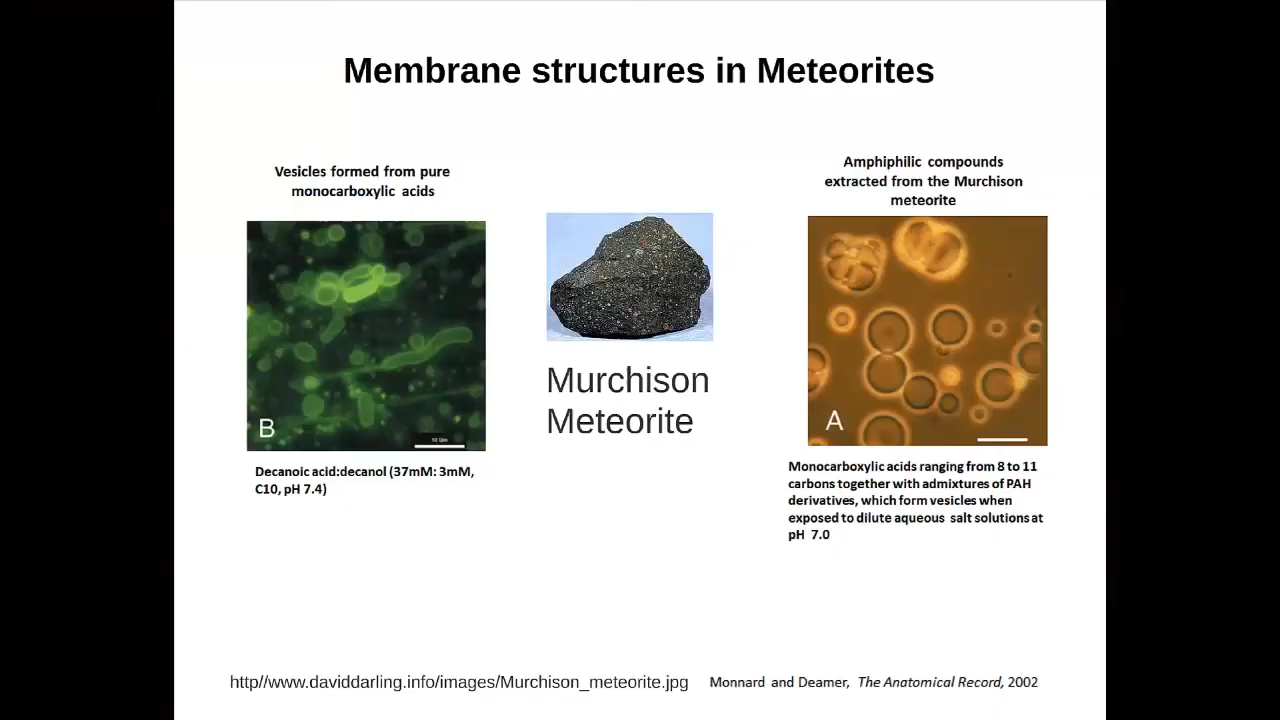 Membrane structures in Meteorites
Vesicles formed from pure
monocarboxylic acids
B
10 Um
Decanoic acid:decanol (37mM: 3mM,
C10, pH 7.4)
Murchison
Meteorite
Amphiphilic compounds
extracted from the Murchison
meteorite
A
Monocarboxylic acids ranging from 8 to 11
carbons together with admixtures of PAH
derivatives, which form vesicles when
exposed to dilute aqueous salt solutions at
pH 7.0
http//www.daviddarling.info/images/Murchison_meteorite.jpg
Monnard and Deamer, The Anatomical Record, 2002